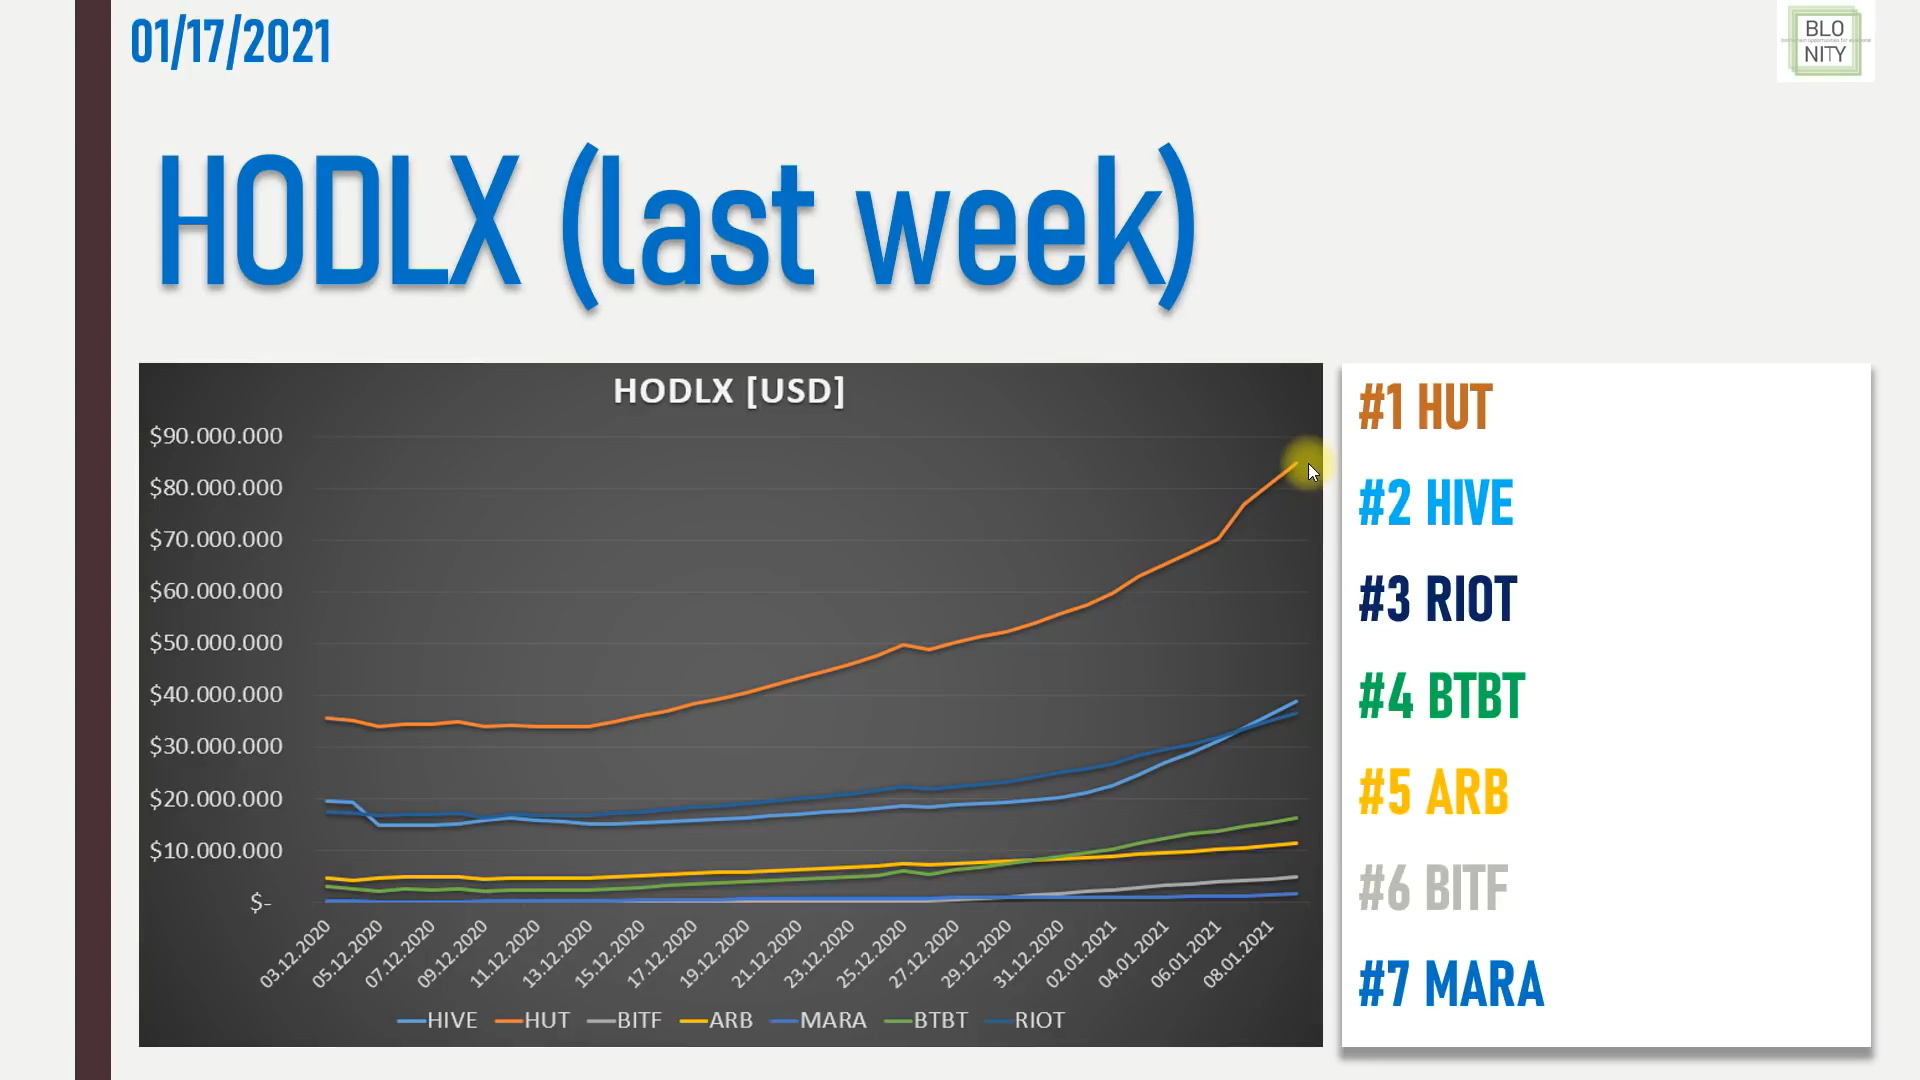 01/17/2021
BLO
NITY
HODLX (last week)
HODLX [USD]
$90.000.000
$80.000.000
$70.000.000
$60.000.000
$50.000.000
$40.000.000
$30.000.000
$20.000.000
$10.000.000
$-
03.12.2020
05.12.2020
07.12.2020
09.12.2020
11.12.2020
13.12.2020
15.12.2020
17.12.2020
19.12.2020
21.12.2020
23.12.2020
25.12.2020
27.12.2020
29.12.2020
31.12.2020
02.01.2021
04.01.2021
06.01.2021
08.01.2021
HIVE HUT BITF ARB MARA BTBT RIOT
#1 HUT
#2 HIVE
#3 RIOT
#4 BTBT
#5 ARB
#6 BITF
#7 MARA